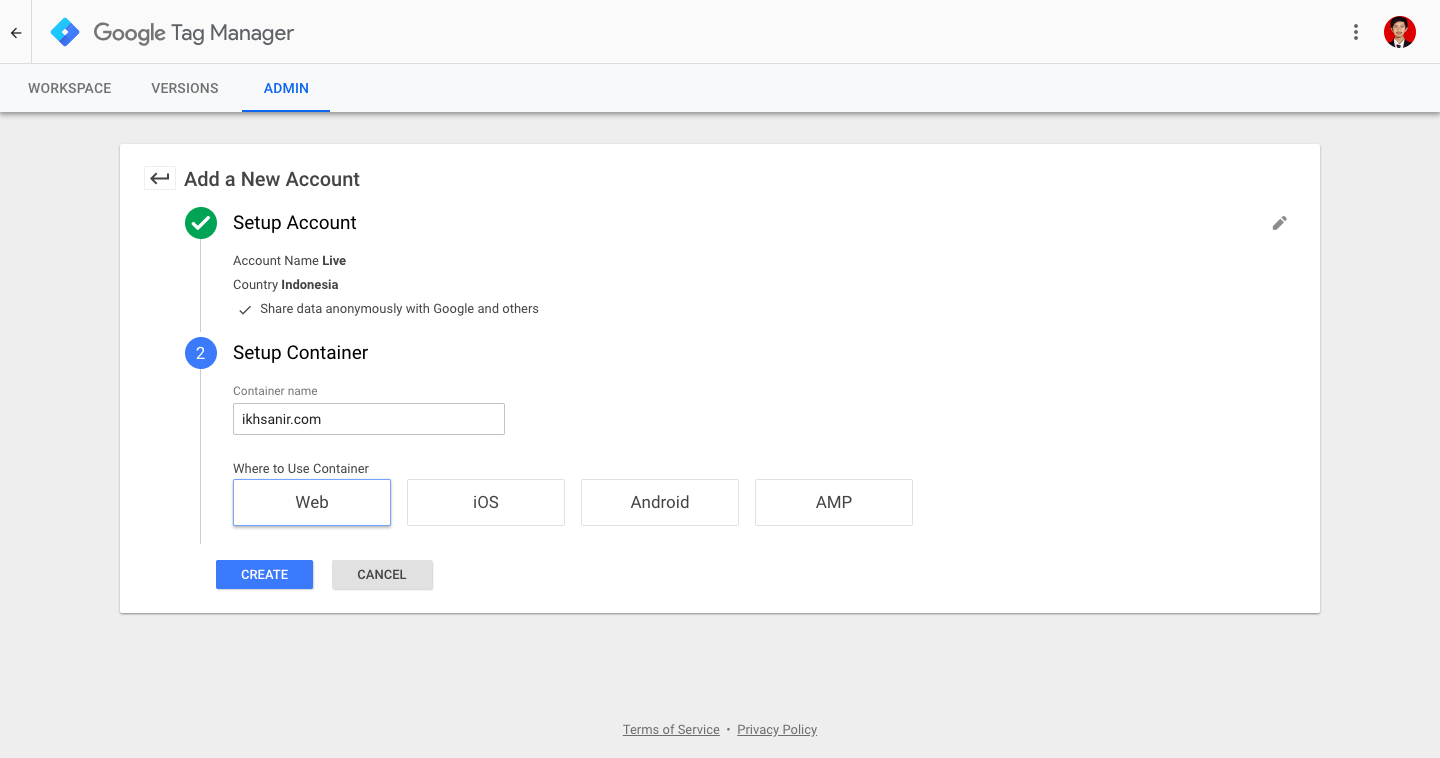 Google Tag Manager
WORKSPACE VERSIONS ADMIN
Add a New Account
Setup Account
Account Name Live
Country Indonesia
Share data anonymously with Google and others
2 Setup Container
Container name
ikhsanir.com
Where to Use Container
Web iOS Android AMP
CREATE CANCEL
Terms of Service • Privacy Policy